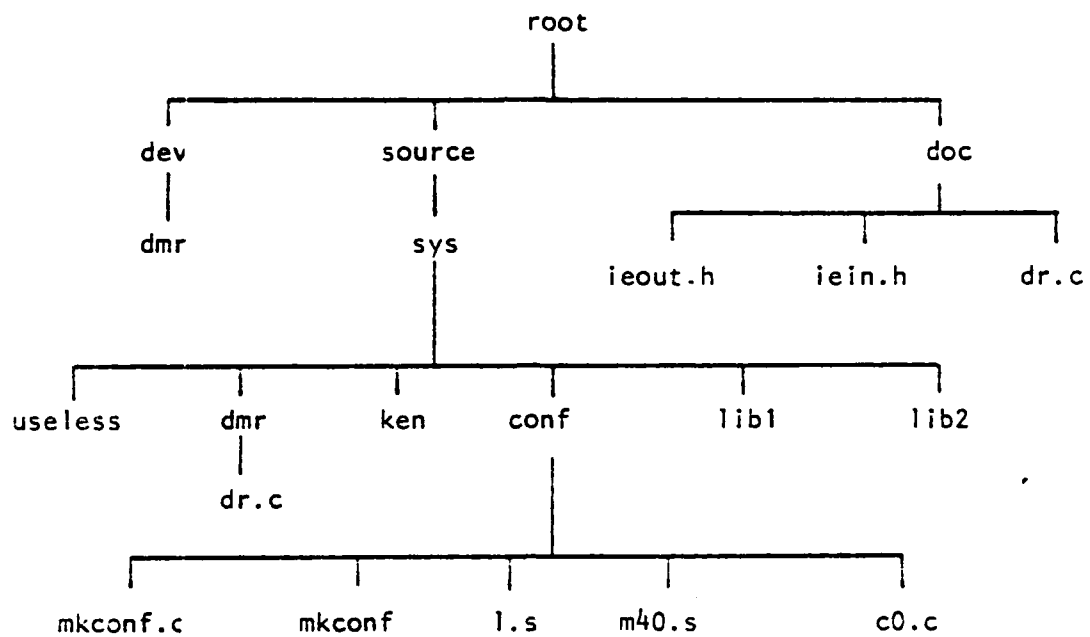 root
dev source doc
dmr sys
ieout.h iein.h dr.c
useless dmr ken conf lib1 lib2
dr.c
mkconf.c mkconf l.s m40.s c0.c